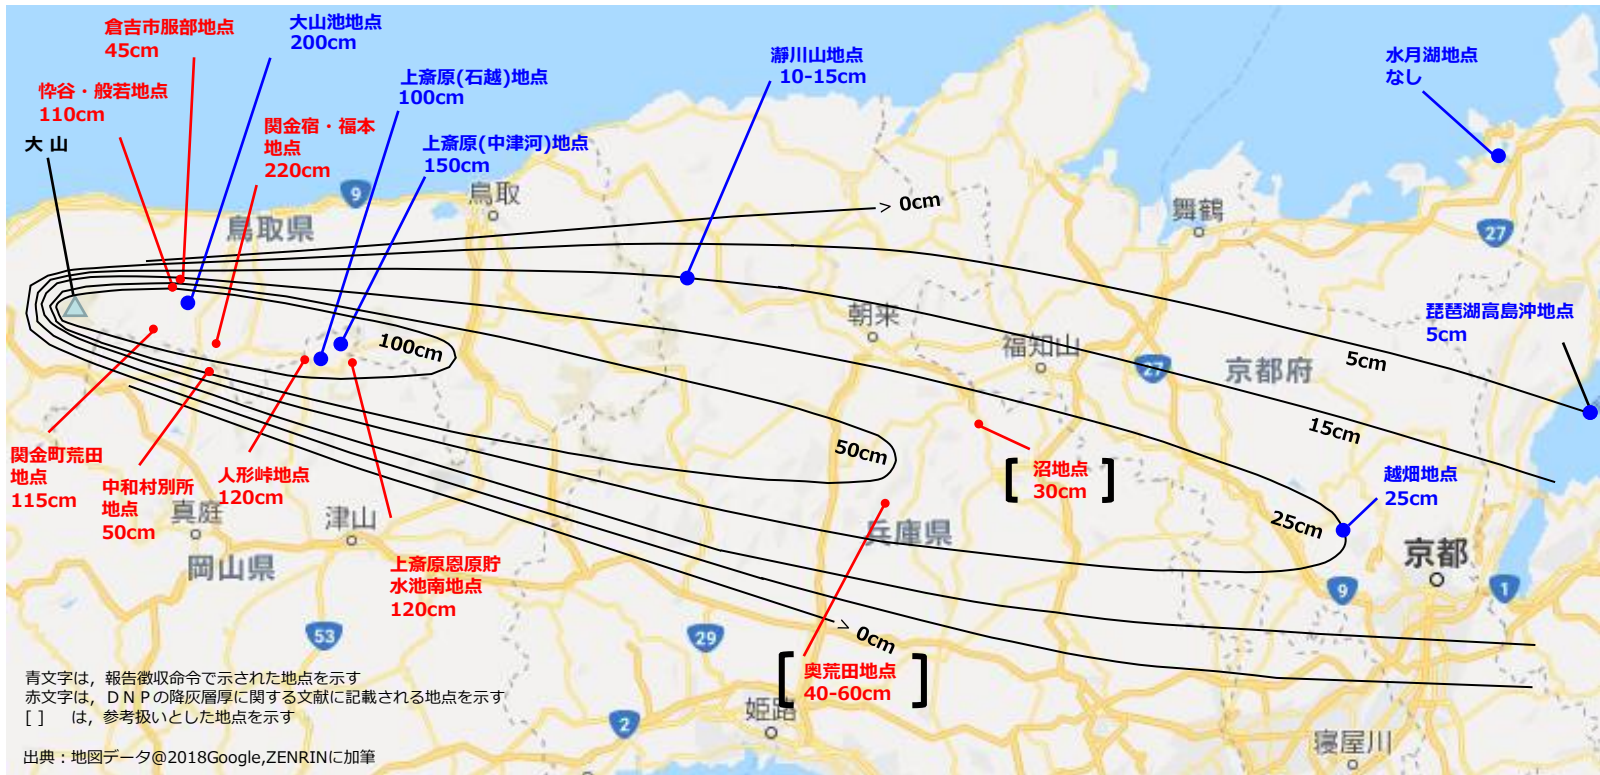 倉吉市服部地点
45cm
大山池地点
200cm
上斎原(石越)地点
100cm
瀞川山地点
10-15cm
水月湖地点
なし
倅谷・般若地点
110cm
大 山
関金宿・福本
地点
220cm
上斎原(中津河)地点
150cm
9
鳥取
鳥取県
> 0cm
舞鶴
27
朝来
福知山
27
京都府
琵琶湖高島沖地点
5cm
100cm
5cm
15cm
50cm
25cm
関金町荒田
地点
115cm
中和村別所
地点
50cm
人形峠地点
120cm
沼地点
30cm
[ ]
越畑地点
25cm
真庭
津山
岡山県
上斎原恩原貯
水池南地点
120cm
兵庫県
京都
9
1
53
29
> 0cm
奥荒田地点
40-60cm
[ ]
姫路
2
寝屋川
青文字は，報告徴収命令で示された地点を示す
赤文字は，ＤＮＰの降灰層厚に関する文献に記載される地点を示す
[ ]　は，参考扱いとした地点を示す
出典：地図データ@2018Google,ZENRINに加筆